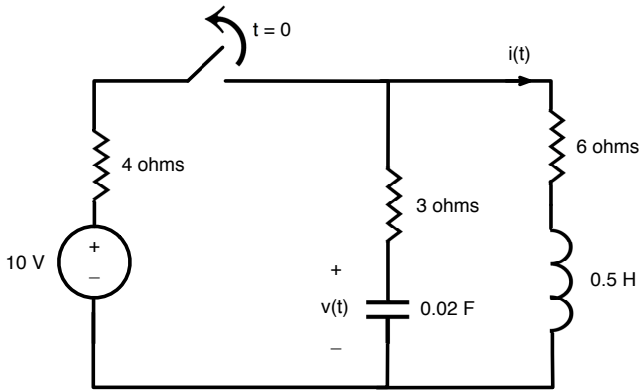 t = 0
i(t)
4 ohms
6 ohms
3 ohms
+
10 V
–
+
v(t)
–
0.02 F
0.5 H